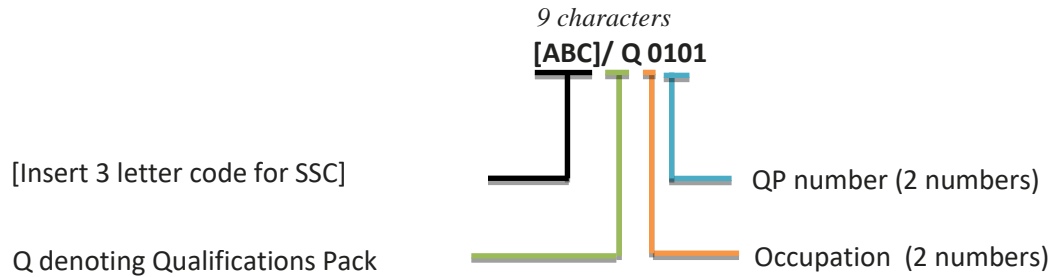 9 characters
[ABC]/ Q 0101
[Insert 3 letter code for SSC]
QP number (2 numbers)
Q denoting Qualifications Pack
Occupation (2 numbers)